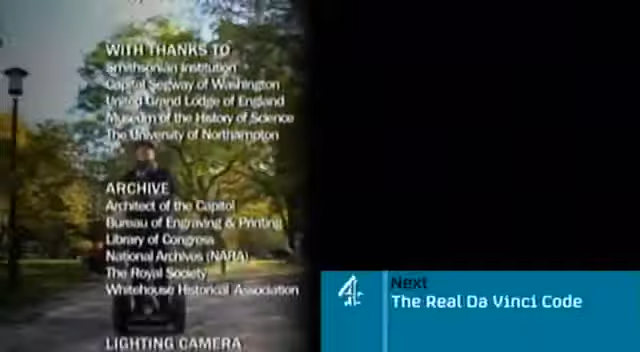 WITH THANKS TO
Smithsonian Institution
Capital Segway of Washington
United Grand Lodge of England
Museum of the History of Science
The University of Northampton
ARCHIVE
Architect of the Capitol
Bureau of Engraving & Printing
Library of Congress
National Archives (NARA)
The Royal Society
Whitehouse Historical Association
LIGHTING CAMERA
4
Next
The Real Da Vinci Code